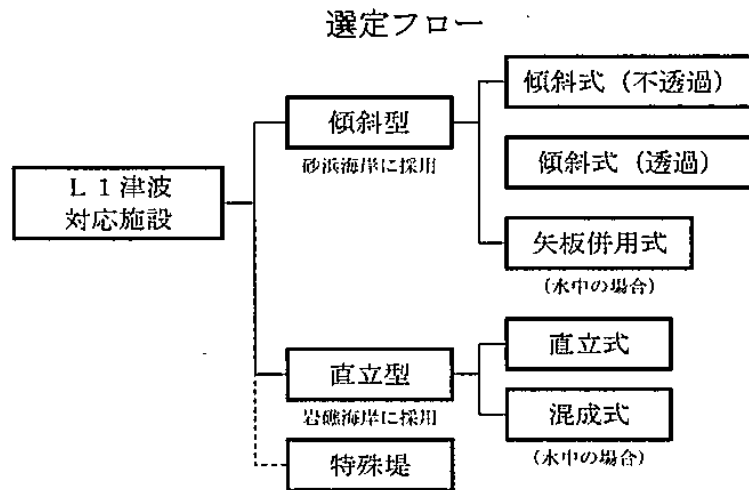 選定フロー
傾斜式（不透過）
傾斜型
砂浜海岸に採用
傾斜式（透過）
Ｌ１津波
対応施設
矢板併用式
（水中の場合）
直立式
直立型
岩礁海岸に採用
混成式
（水中の場合）
特殊堤